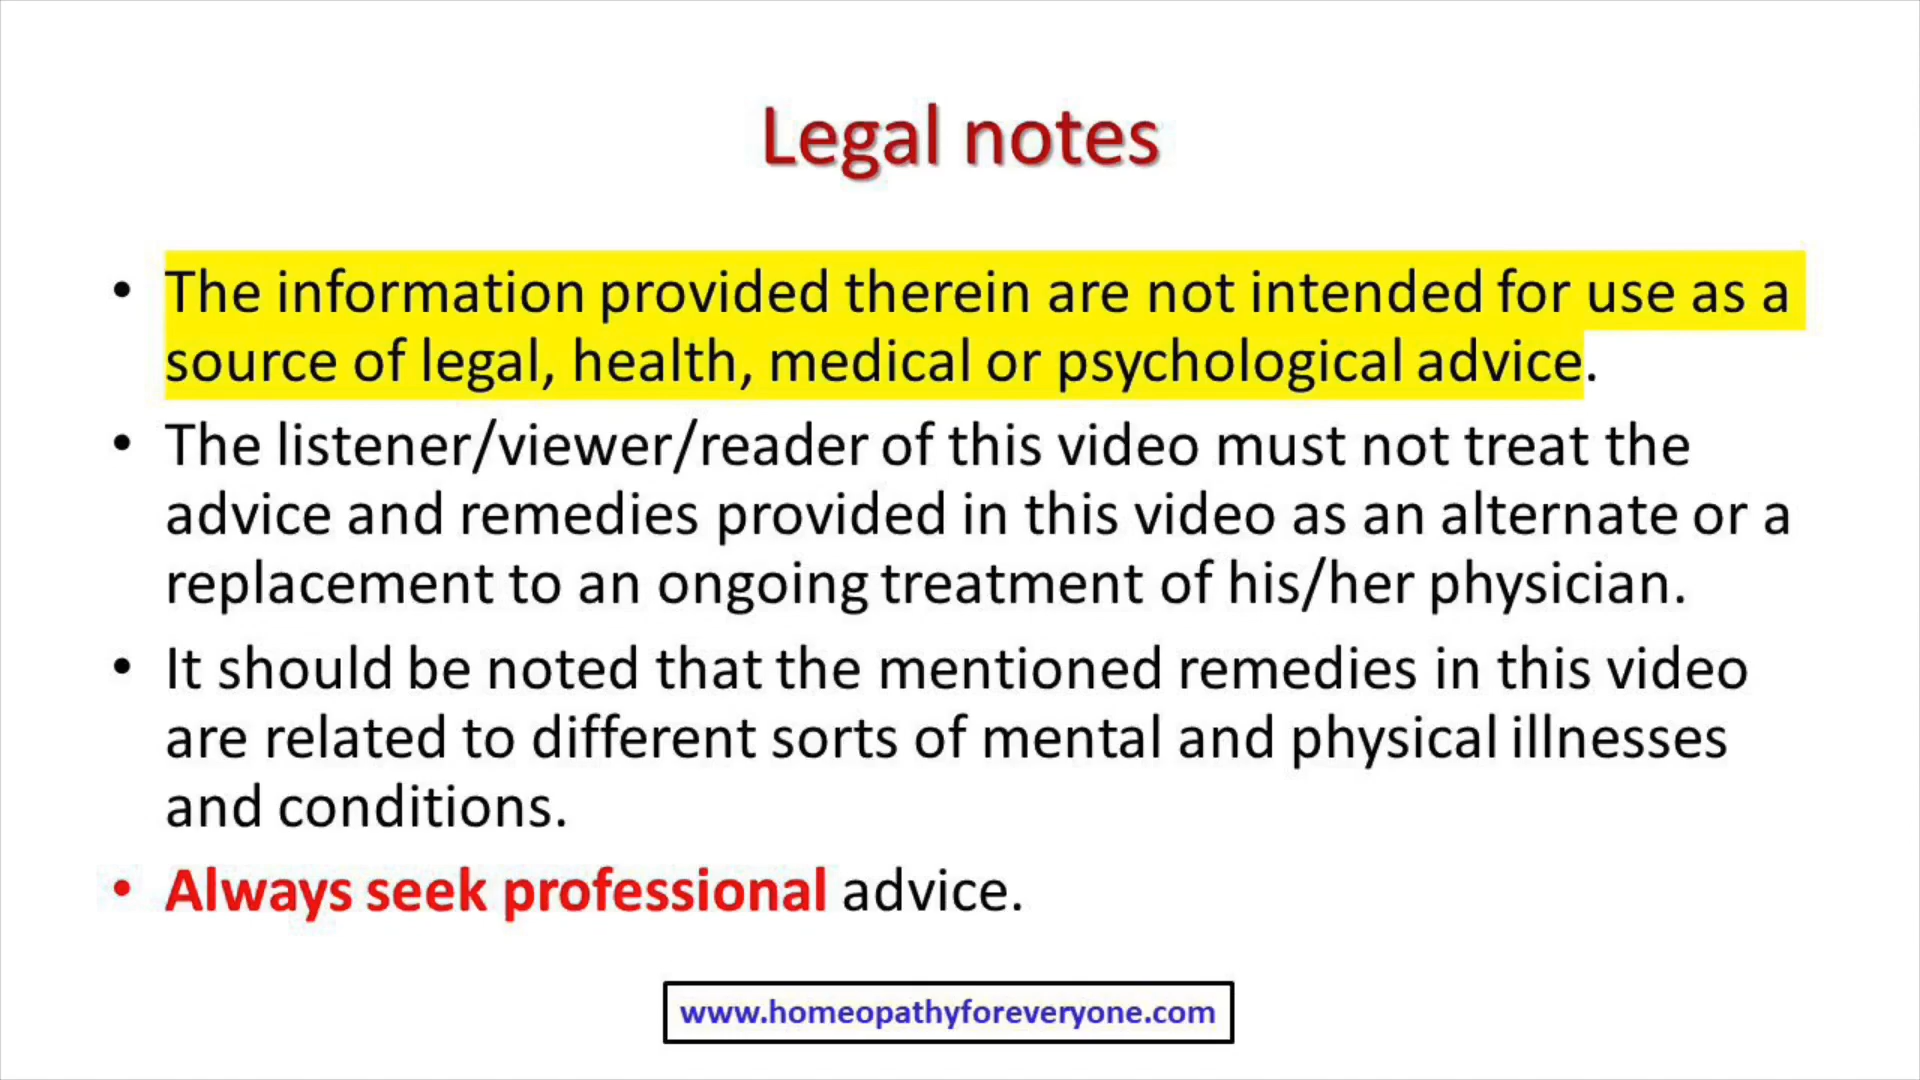 Legal notes
• The information provided therein are not intended for use as a
source of legal, health, medical or psychological advice.
• The listener/viewer/reader of this video must not treat the
advice and remedies provided in this video as an alternate or a
replacement to an ongoing treatment of his/her physician.
• It should be noted that the mentioned remedies in this video
are related to different sorts of mental and physical illnesses
and conditions.
• Always seek professional advice.
www.homeopathyforeveryone.com